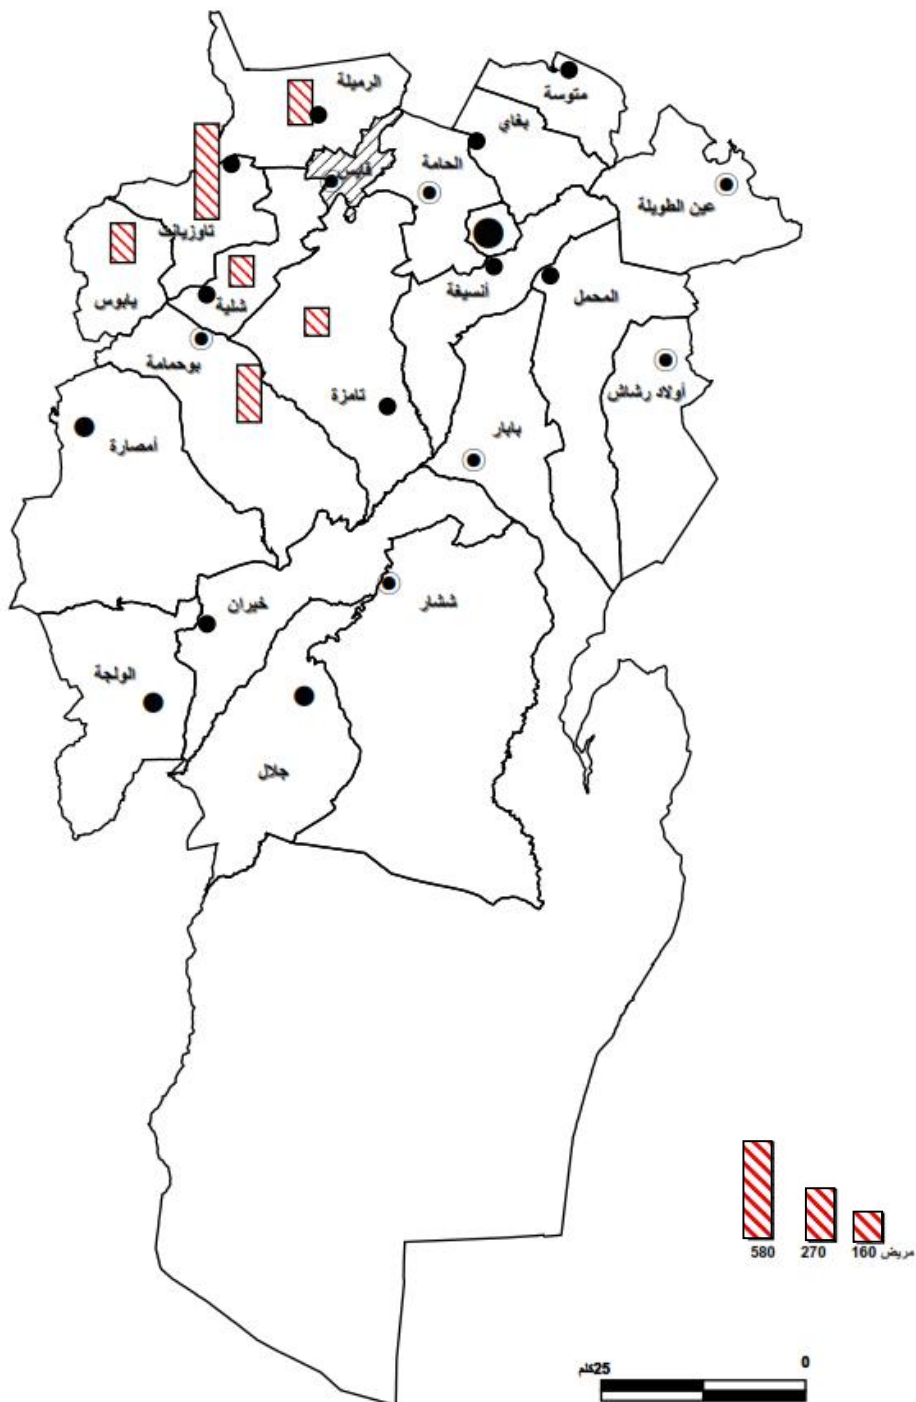 الرميلة
متوسة
بغاي
الحامة
قايس
عين الطويلة
تاوزيانت
أنسيغة
المحمل
يابوس
شلية
بوحمامة
أولاد رشاش
تامزة
بابار
أمصارة
خيران
ششار
الولجة
جلال
580 270 160 مريض
25كلم 0